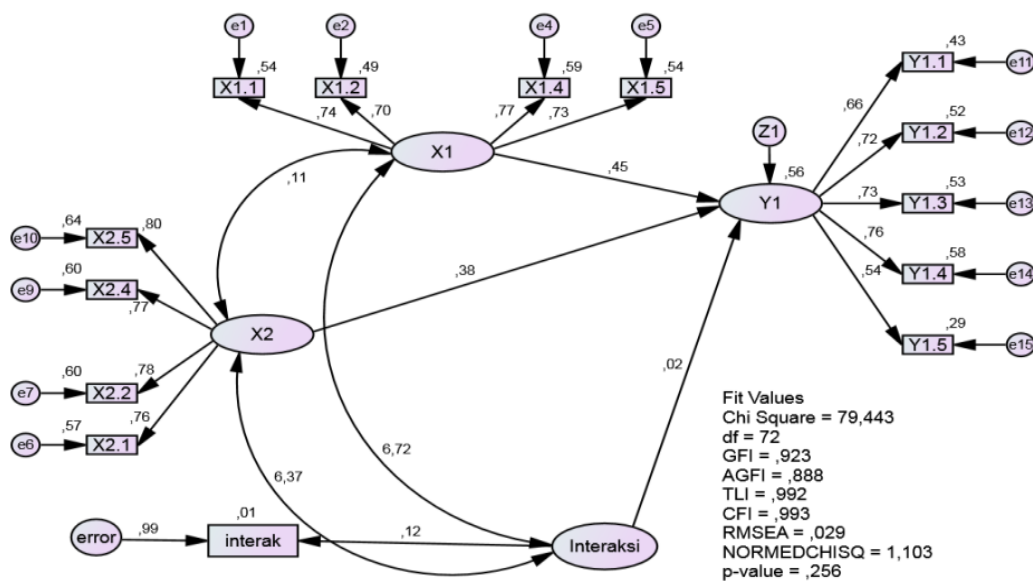 e1
e2
e4
e5
,54
,49
,59
,54
X1.1
X1.2
X1.4
X1.5
,74
,70
,77
,73
X1
,43
Y1.1
e11
,66
,52
Y1.2
e12
,72
Z1
,45
,56
Y1
,53
Y1.3
e13
,73
,11
,76
,58
Y1.4
e14
,54
,29
Y1.5
e15
,64
,80
e10
X2.5
,60
e9
X2.4
,77
,38
X2
,60
,78
e7
X2.2
,57
,76
e6
X2.1
,02
6,72
6,37
,01
error
,99
interak
,12
Interaksi
Fit Values
Chi Square = 79,443
df = 72
GFI = ,923
AGFI = ,888
TLI = ,992
CFI = ,993
RMSEA = ,029
NORMEDCHISQ = 1,103
p-value = ,256